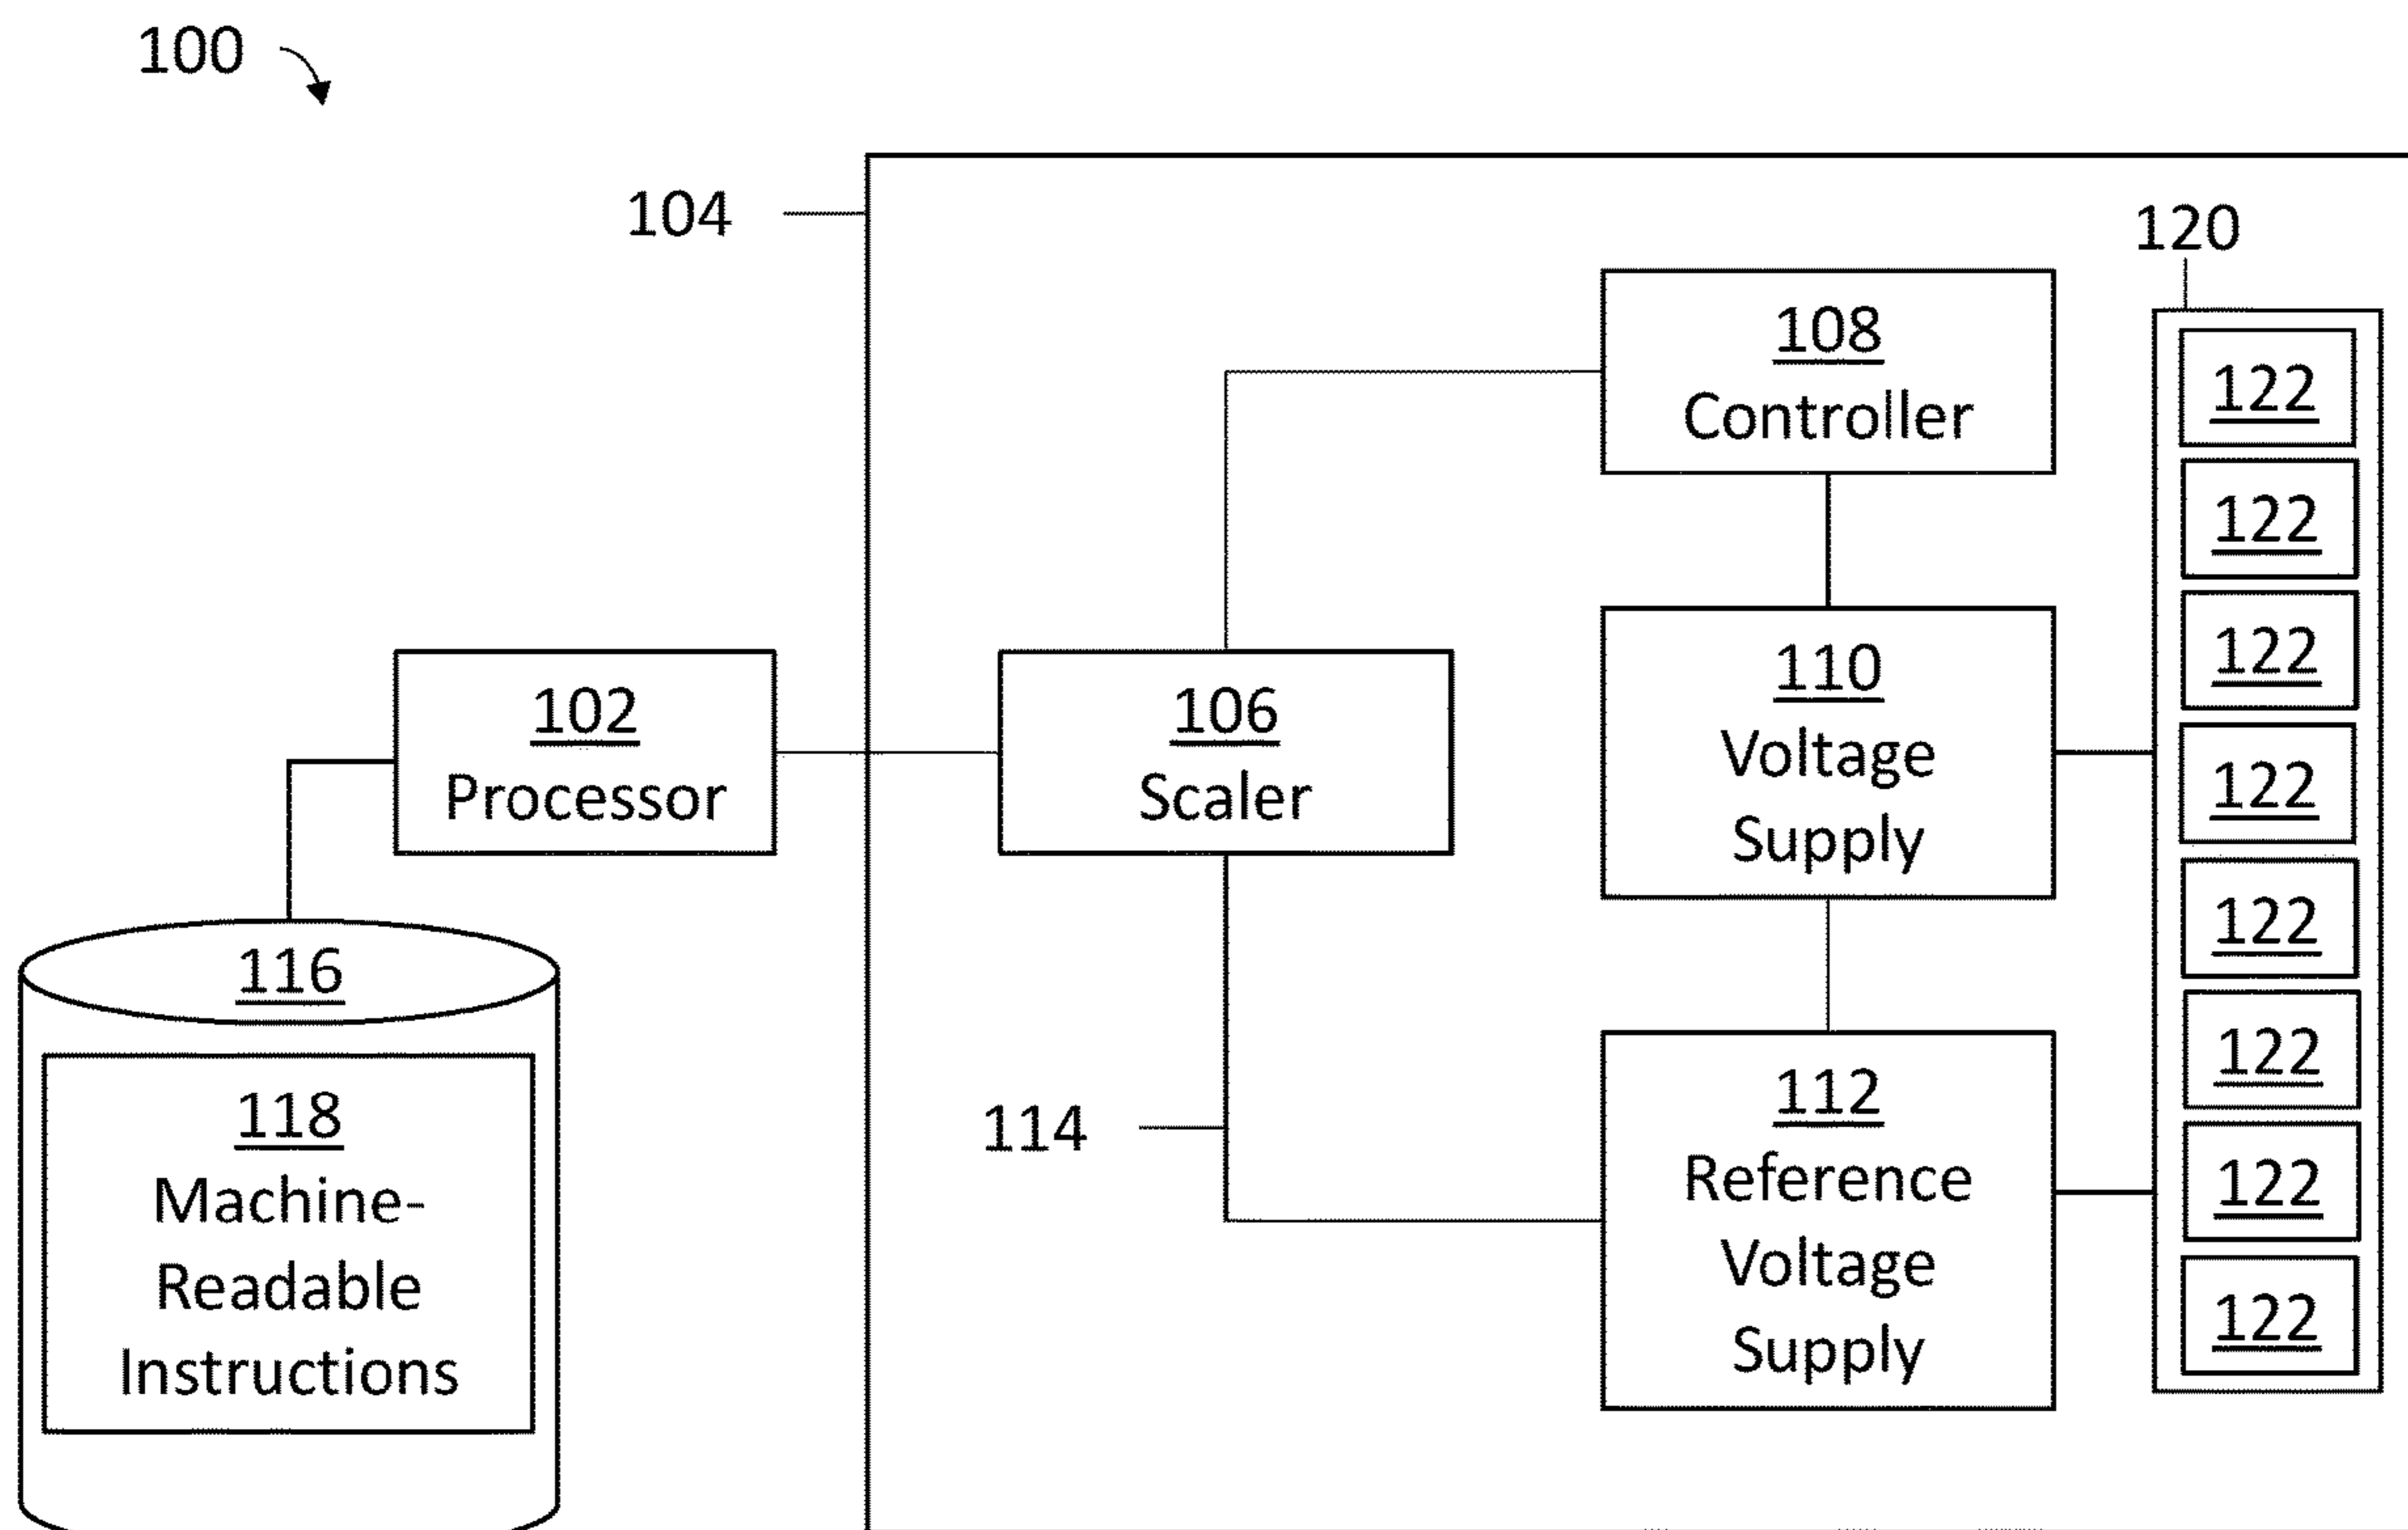 100
104
120
108
Controller
122
122
122
122
122
122
122
122
110
Voltage
Supply
102
Processor
106
Scaler
116
118
Machine-
Readable
Instructions
114
112
Reference
Voltage
Supply